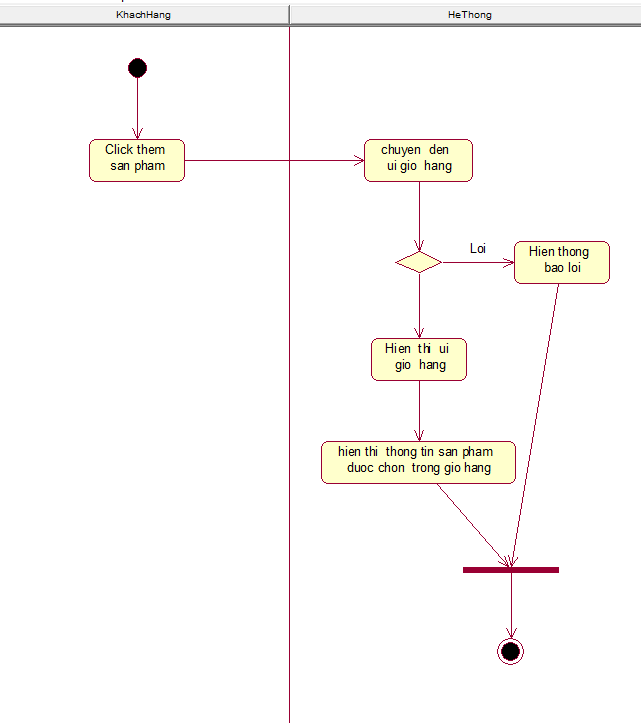 KhachHang
HeThong
Click them
san pham
chuyen den
ui gio hang
Loi
Hien thong
bao loi
Hien thi ui
gio hang
hien thi thong tin san pham
duoc chon trong gio hang